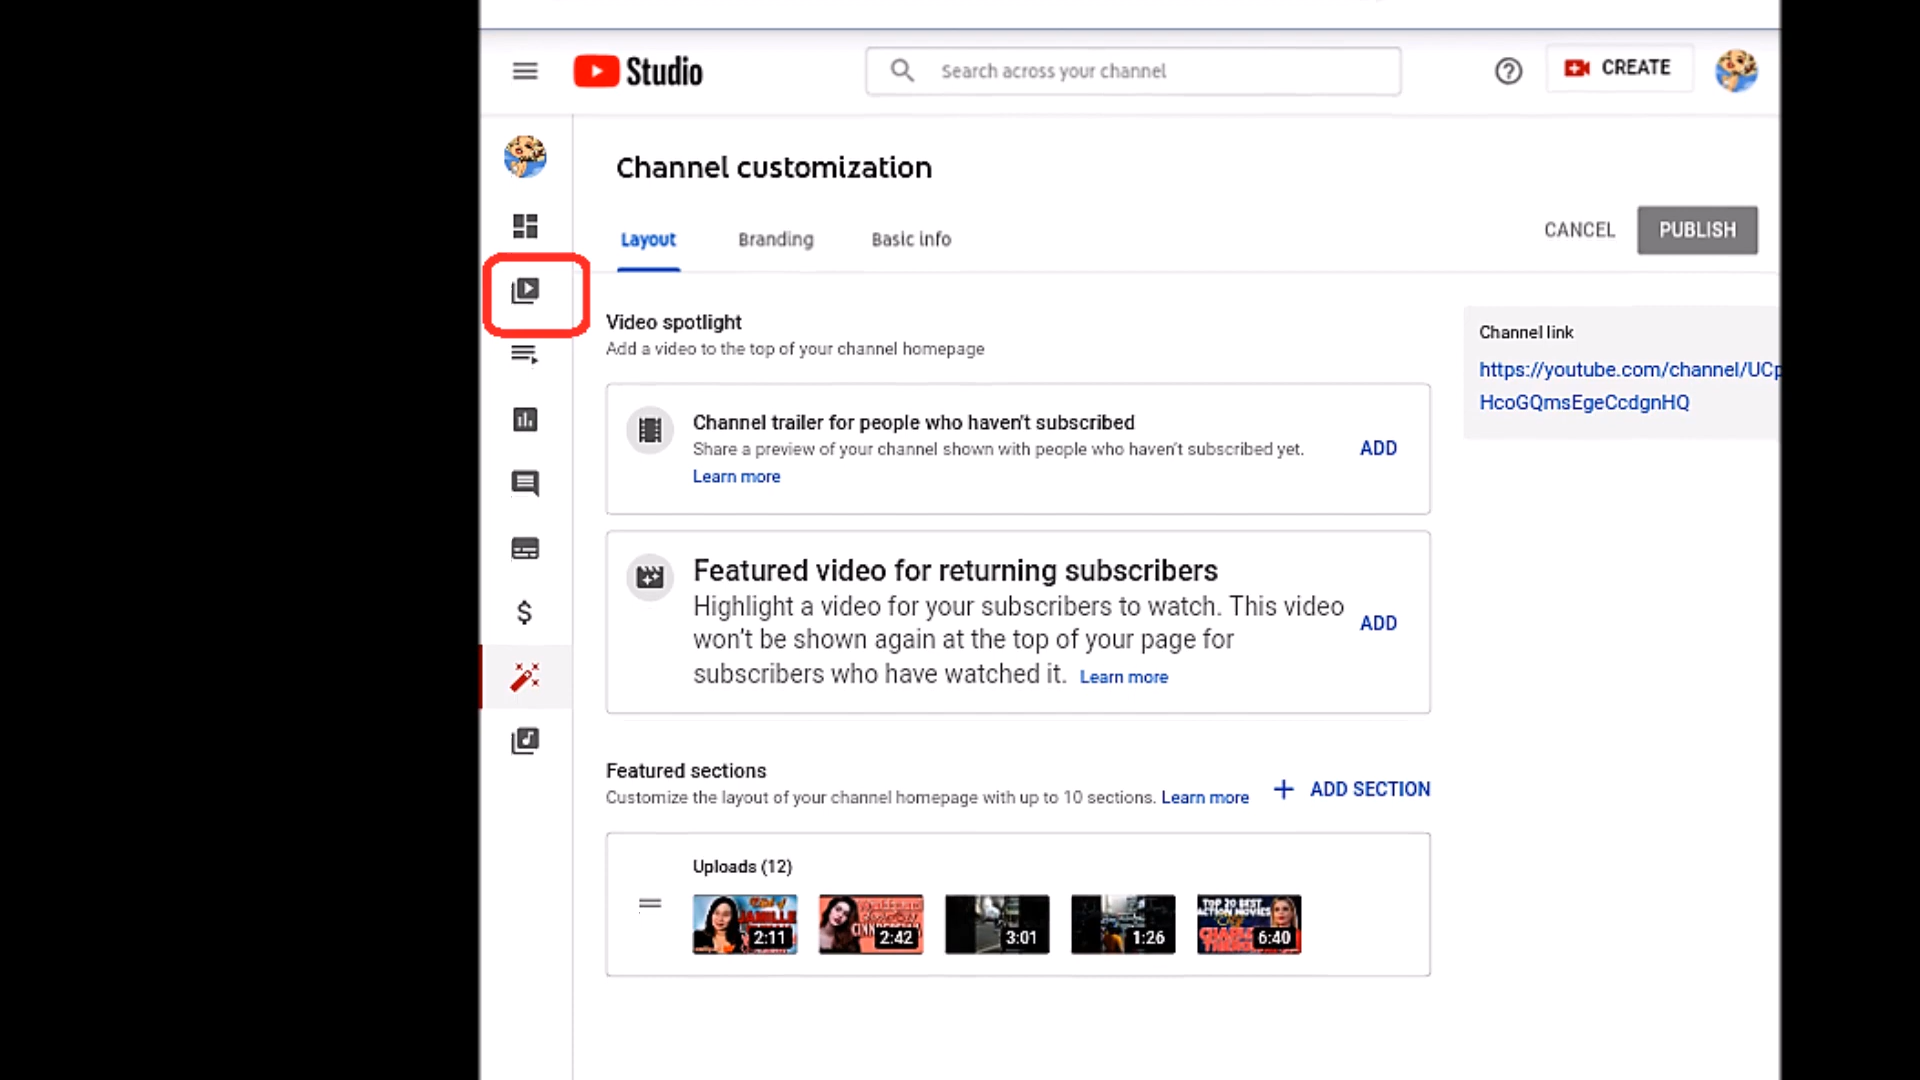 Studio
Search across your channel
CREATE
Channel customization
Layout
Branding
Basic info
CANCEL
PUBLISH
Video spotlight
Add a video to the top of your channel homepage
Channel link
https://youtube.com/channel/UCp
HcoGQmsEgeCcdgnHQ
Channel trailer for people who haven't subscribed
Share a preview of your channel shown with people who haven't subscribed yet.
Learn more
ADD
Featured video for returning subscribers
Highlight a video for your subscribers to watch. This video
won't be shown again at the top of your page for
subscribers who have watched it. Learn more
ADD
Featured sections
Customize the layout of your channel homepage with up to 10 sections. Learn more
+ ADD SECTION
Uploads (12)
2:11
2:42
3:01
1:26
TOP 20 BEST
ACTION MOVIES
6:40